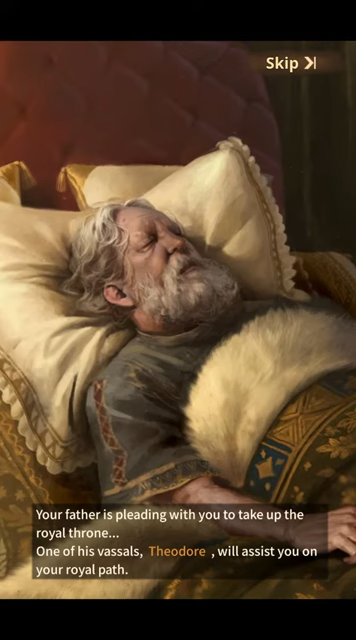 Skip
Your father is pleading with you to take up the
royal throne...
One of his vassals, Theodore , will assist you on
your royal path.